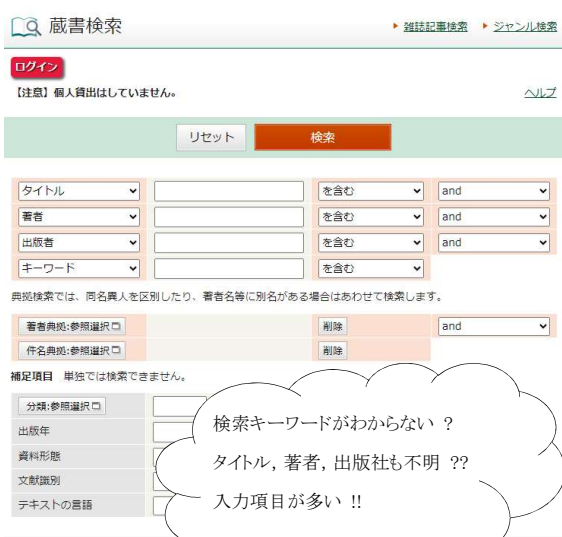 蔵書検索
雑誌記事検索 ジャンル検索
ログイン
【注意】個人貸出はしていません。 ヘルプ
リセット 検索
タイトル を含む and
著者 を含む and
出版者 を含む and
キーワード を含む
典拠検索では、同名異人を区別したり、著者名等に別名がある場合はあわせて検索します。
著者典拠:参照選択 削除 and
件名典拠:参照選択 削除
補足項目 単独では検索できません。
分類:参照選択
出版年
資料形態
文献識別
テキストの言語
検索キーワードがわからない ?
タイトル, 著者, 出版社も不明 ??
入力項目が多い !!